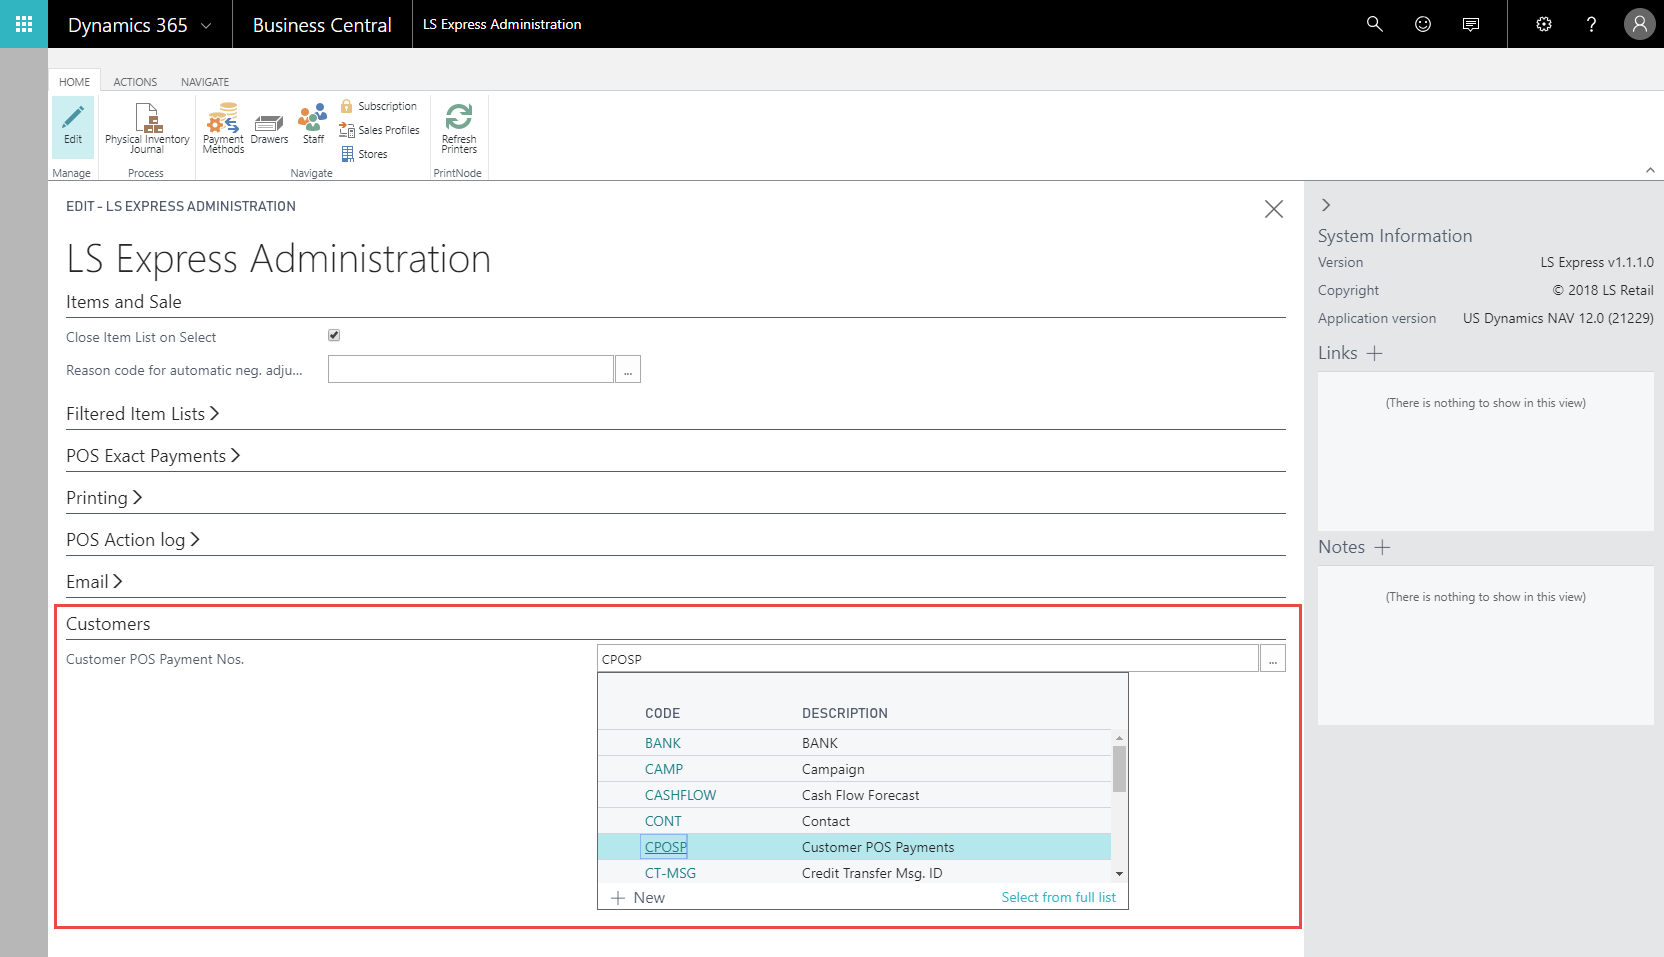 Dynamics 365
Business Central
LS Express Administration
?
HOME
ACTIONS
NAVIGATE
Edit
Physical Inventory
Journal
Payment
Methods
Drawers
Staff
Subscription
Sales Profiles
Stores
Refresh
Printers
Manage
Process
Navigate
PrintNode
EDIT - LS EXPRESS ADMINISTRATION
LS Express Administration
Items and Sale
Close Item List on Select
Reason code for automatic neg. adju...
...
Filtered Item Lists
POS Exact Payments
Printing
POS Action log
Email
Customers
Customer POS Payment Nos.
CPOSP
...
CODE DESCRIPTION
BANK BANK
CAMP Campaign
CASHFLOW Cash Flow Forecast
CONT Contact
CPOSP Customer POS Payments
CT-MSG Credit Transfer Msg. ID
New
Select from full list
System Information
Version LS Express v1.1.1.0
Copyright © 2018 LS Retail
Application version US Dynamics NAV 12.0 (21229)
Links
(There is nothing to show in this view)
Notes
(There is nothing to show in this view)